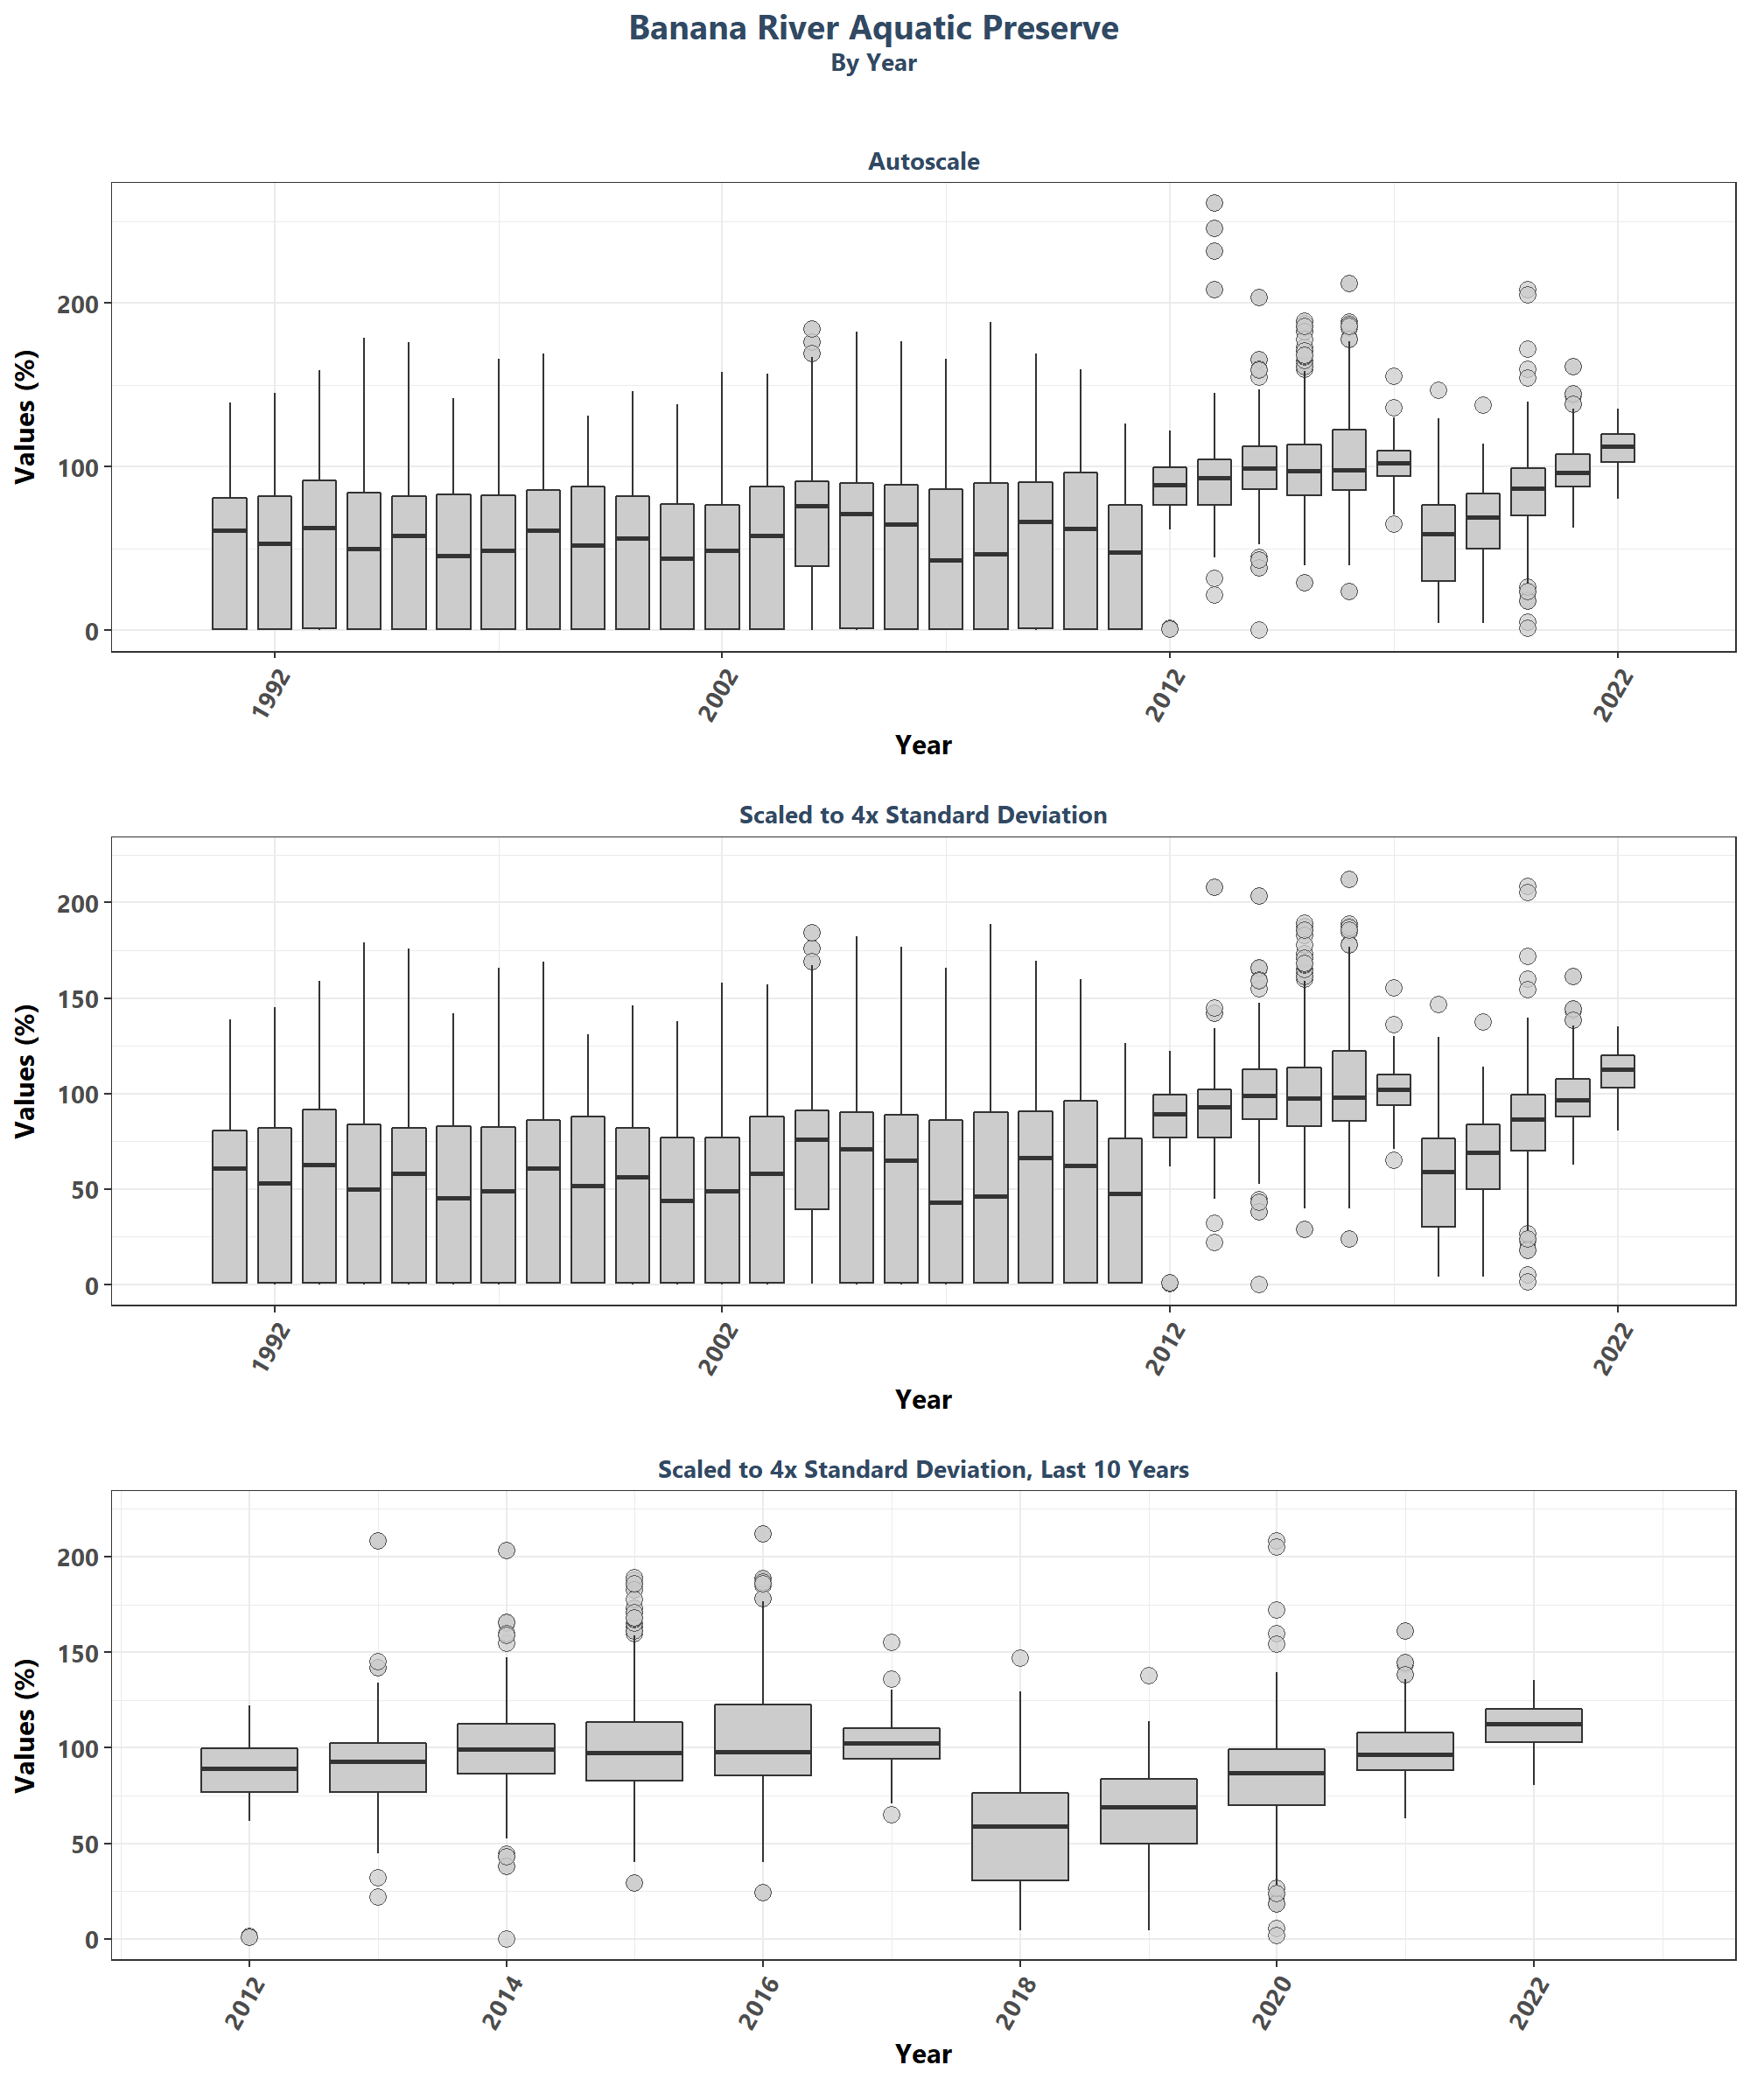 Banana River Aquatic Preserve
By Year
Autoscale
Values (%)
200
100
0
1992
2002
2012
2022
Year
Scaled to 4x Standard Deviation
Values (%)
200
150
100
50
0
1992
2002
2012
2022
Year
Scaled to 4x Standard Deviation, Last 10 Years
Values (%)
200
150
100
50
0
2012
2014
2016
2018
2020
2022
Year